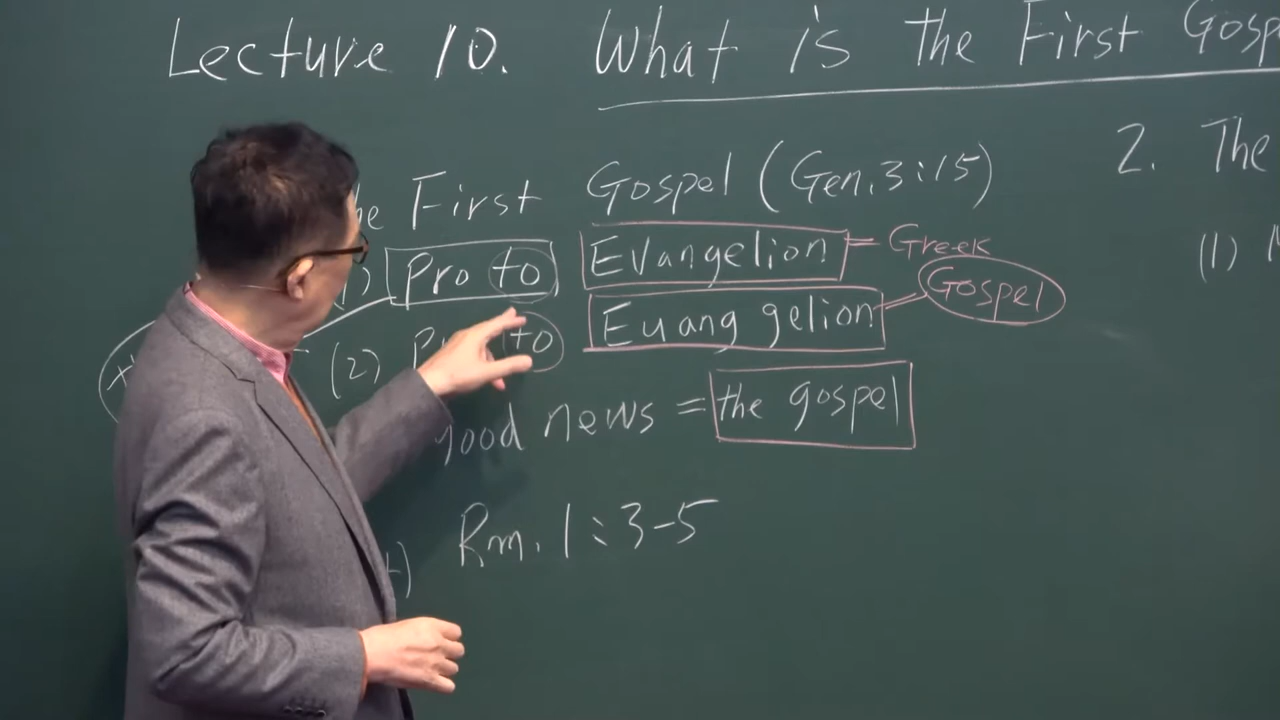 Lecture 10. What is the First Gosp
The First Gospel (Gen. 3:15)
2. The
(1) Proto Evangelion = Greek
(1)
Euangelion = Gospel
(2) to
good news = the gospel
Rm. 1:3-5